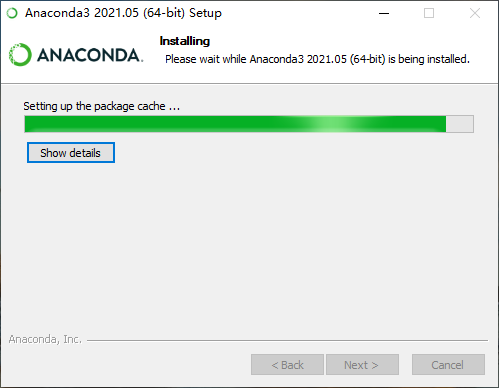 Anaconda3 2021.05 (64-bit) Setup
ANACONDA.
Installing
Please wait while Anaconda3 2021.05 (64-bit) is being installed.
Setting up the package cache ...
Show details
Anaconda, Inc.
< Back
Next >
Cancel